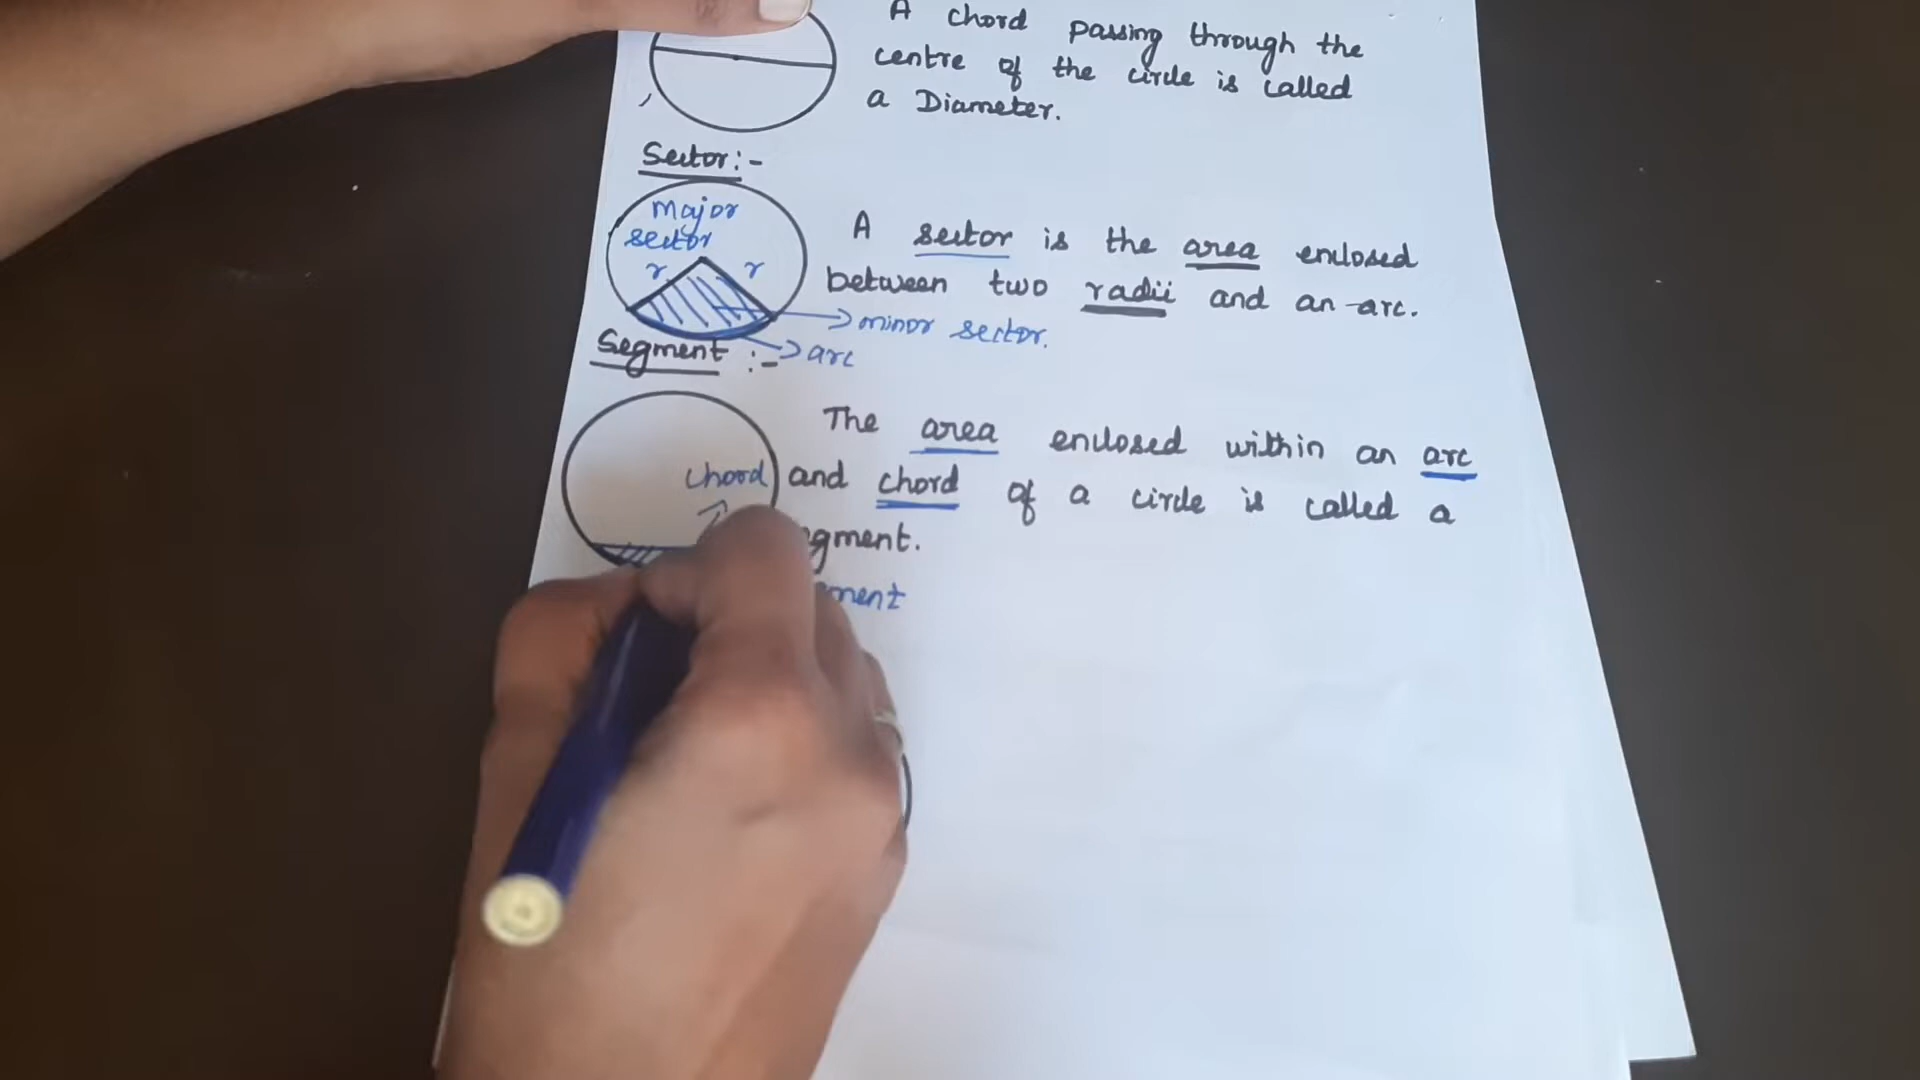 A chord passing through the
centre of the circle is called
a Diameter.
Sector:-
Major
sector
r r
A sector is the area enclosed
between two radii and an arc.
minor sector.
arc
Segment :-
The area enclosed within an arc
chord and chord of a circle is called a